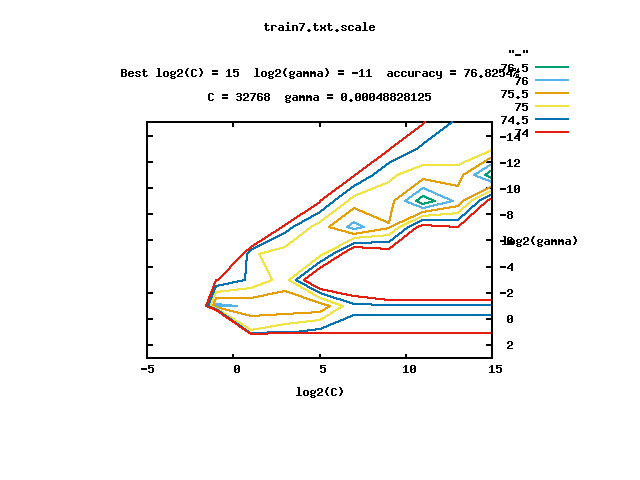 train7.txt.scale
"-"
Best log2(C) = 15 log2(gamma) = -11 accuracy = 76.8254%
76.5
76
C = 32768 gamma = 0.00048828125
75.5
75
74.5
74
-14
-12
-10
-8
-6
log2(gamma)
-4
-2
0
2
-5 0 5 10 15
log2(C)